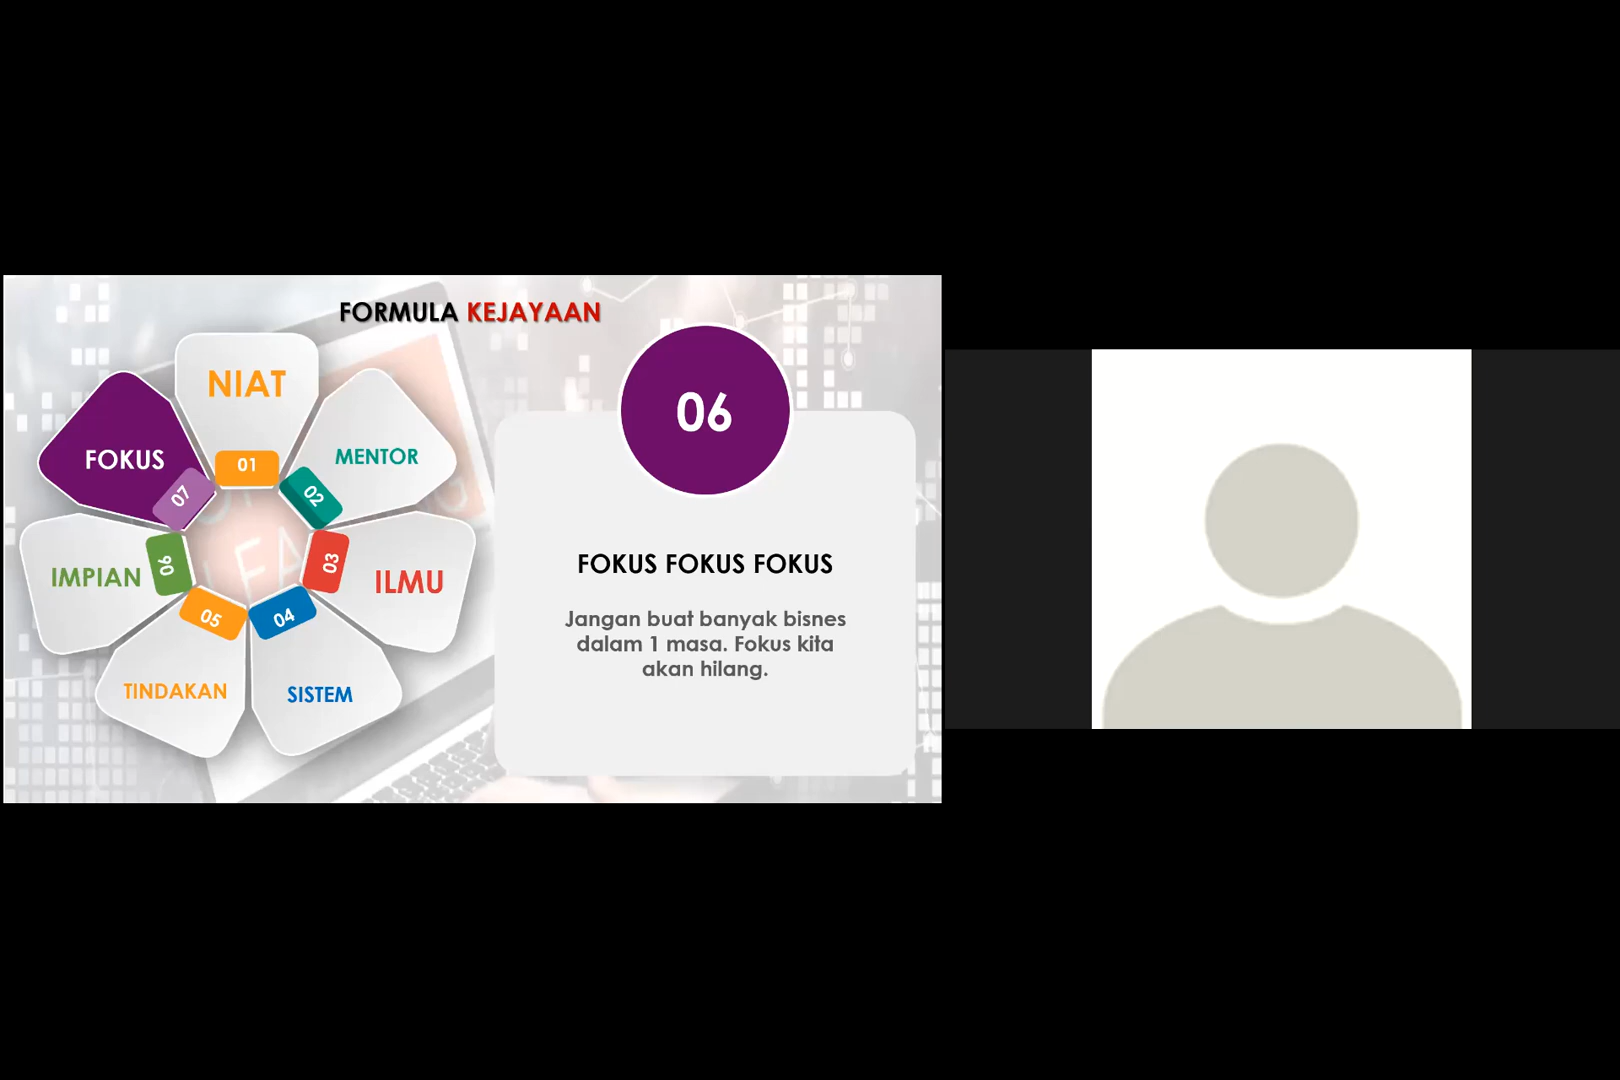 FORMULA KEJAYAAN
NIAT
01
MENTOR
02
ILMU
03
SISTEM
04
TINDAKAN
05
IMPIAN
06
FOKUS
07
06
FOKUS FOKUS FOKUS
Jangan buat banyak bisnes
dalam 1 masa. Fokus kita
akan hilang.